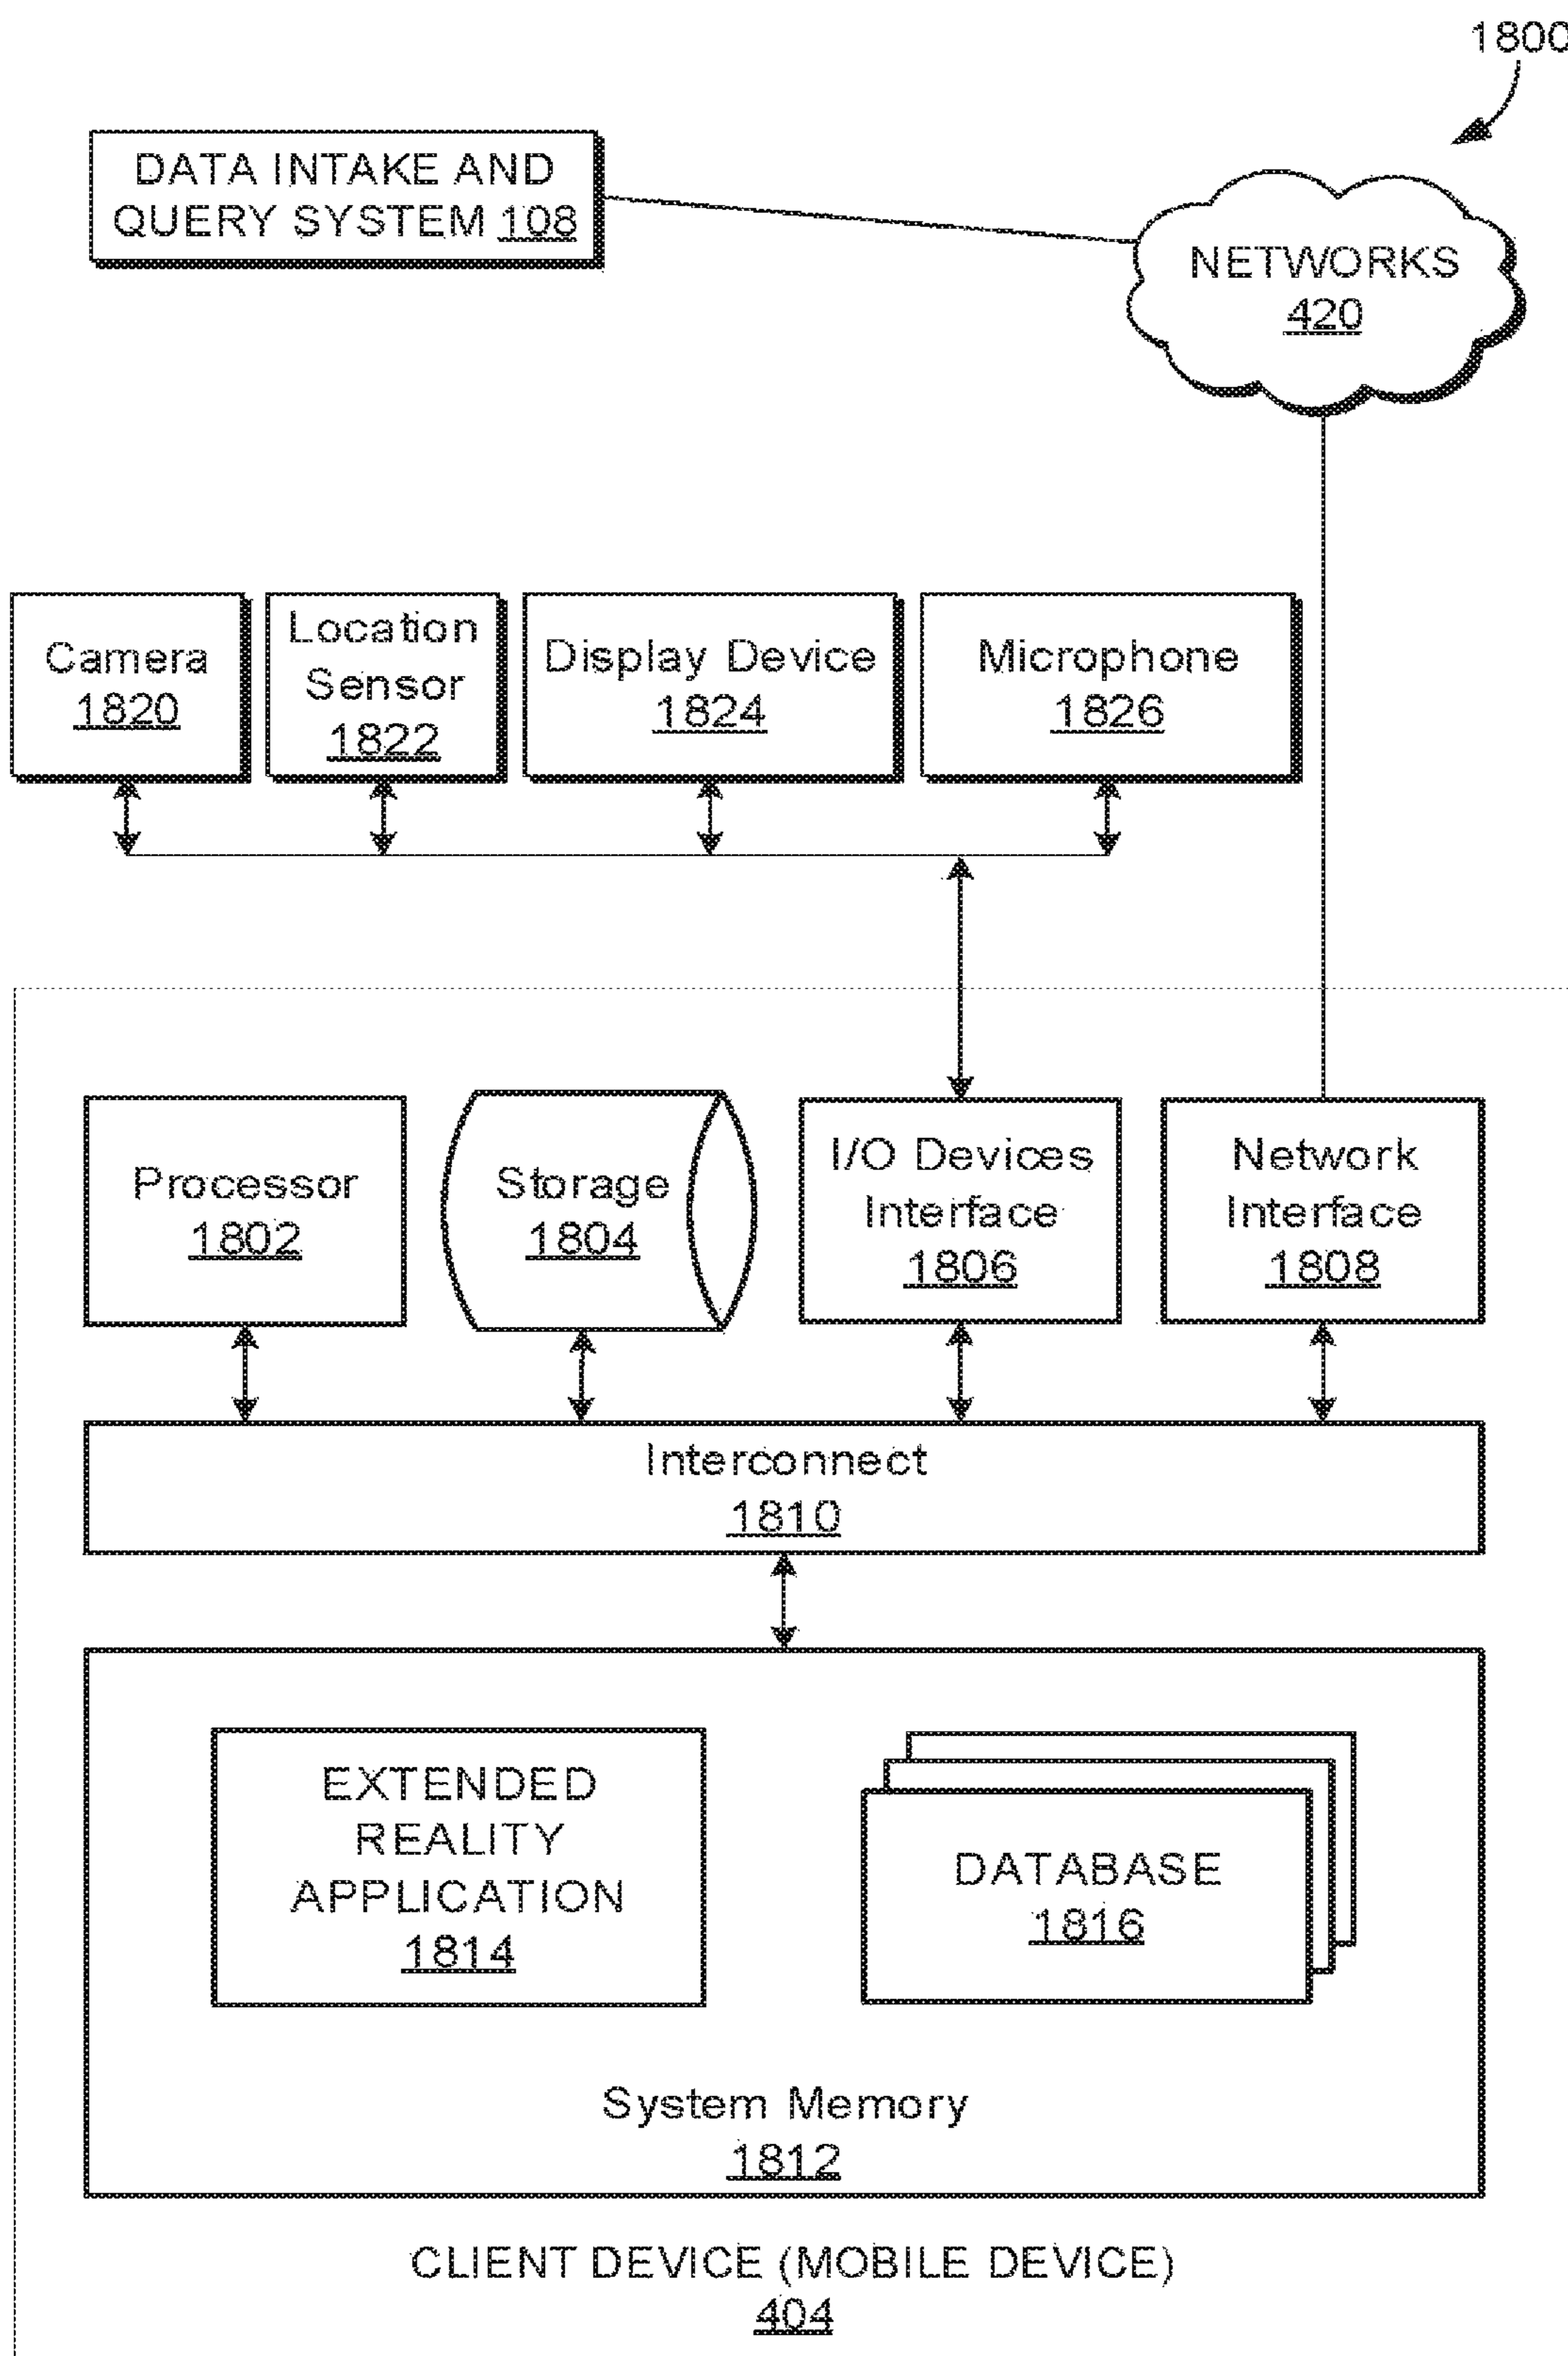 1800
DATA INTAKE AND
QUERY SYSTEM 108
NETWORKS
420
Camera
1820
Location
Sensor
1822
Display Device
1824
Microphone
1826
Processor
1802
Storage
1804
I/O Devices
Interface
1806
Network
Interface
1808
Interconnect
1810
EXTENDED
REALITY
APPLICATION
1814
DATABASE
1816
System Memory
1812
CLIENT DEVICE (MOBILE DEVICE)
404